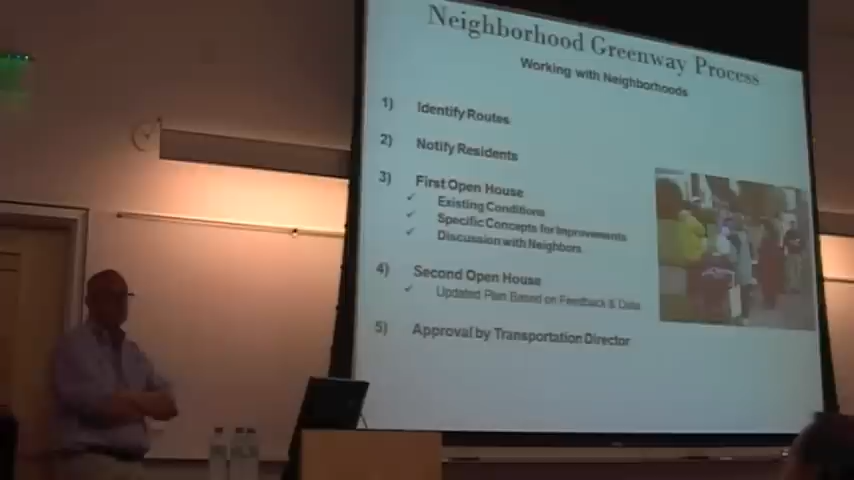 Neighborhood Greenway Process
Working with Neighborhoods
1) Identify Routes
2) Notify Residents
3) First Open House
✓ Existing Conditions
✓ Specific Concepts for Improvements
✓ Discussion with Neighbors
4) Second Open House
✓ Updated Plan Based on Feedback & Data
5) Approval by Transportation Director